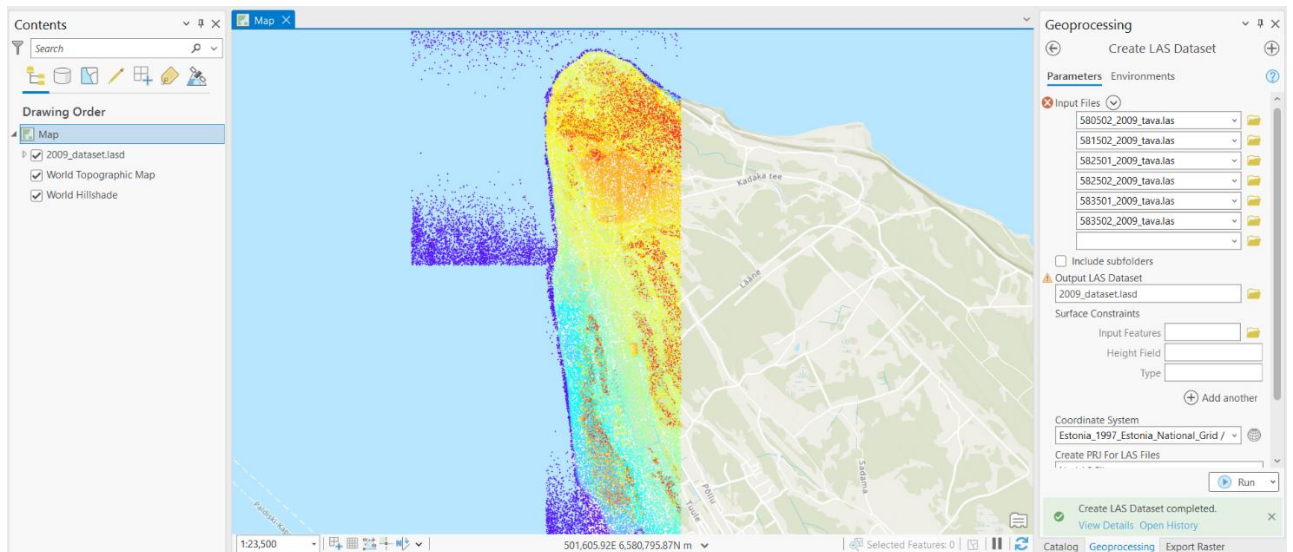 Contents
Search
Drawing Order
Map
2009_dataset.lasd
World Topographic Map
World Hillshade
Map
Kadaka tee
Lääne
Sadama
Põllu
Tuule
1:23,500
501,605.92E 6,580,795.87N m
Selected Features: 0
Geoprocessing
Create LAS Dataset
Parameters Environments
Input Files
580502_2009_tava.las
581502_2009_tava.las
582501_2009_tava.las
582502_2009_tava.las
583501_2009_tava.las
583502_2009_tava.las
Include subfolders
Output LAS Dataset
2009_dataset.lasd
Surface Constraints
Input Features
Height Field
Type
Add another
Coordinate System
Estonia_1997_Estonia_National_Grid /
Create PRJ For LAS Files
Run
Create LAS Dataset completed.
View Details Open History
Catalog Geoprocessing Export Raster